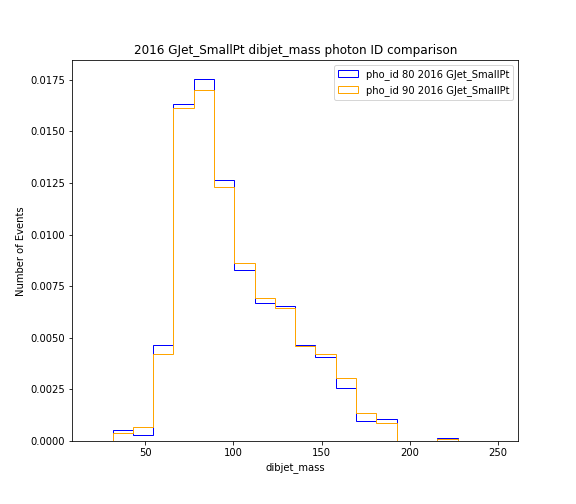 2016 GJet_SmallPt dibjet_mass photon ID comparison
pho_id 80 2016 GJet_SmallPt
pho_id 90 2016 GJet_SmallPt
Number of Events
0.0175
0.0150
0.0125
0.0100
0.0075
0.0050
0.0025
0.0000
50 100 150 200 250
dibjet_mass